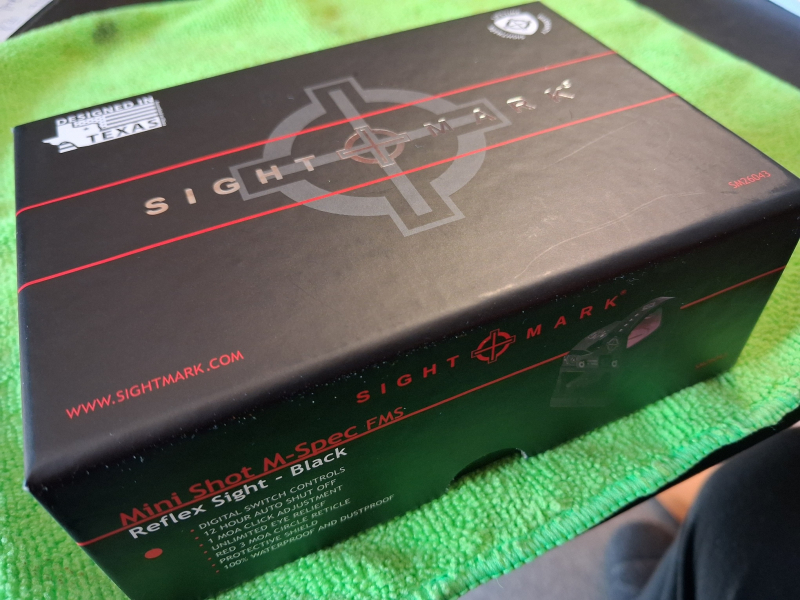 DESIGNED IN
TEXAS
SIGHTMARK
SM26043
WWW.SIGHTMARK.COM
SIGHTMARK®
Mini Shot M-Spec FMS
Reflex Sight - Black
DIGITAL SWITCH CONTROLS
12 HOUR AUTO SHUT OFF
1 MOA CLICK ADJUSTMENT
UNLIMITED EYE RELIEF
RED 3 MOA CIRCLE RETICLE
PROTECTIVE SHIELD
100% WATERPROOF AND DUSTPROOF